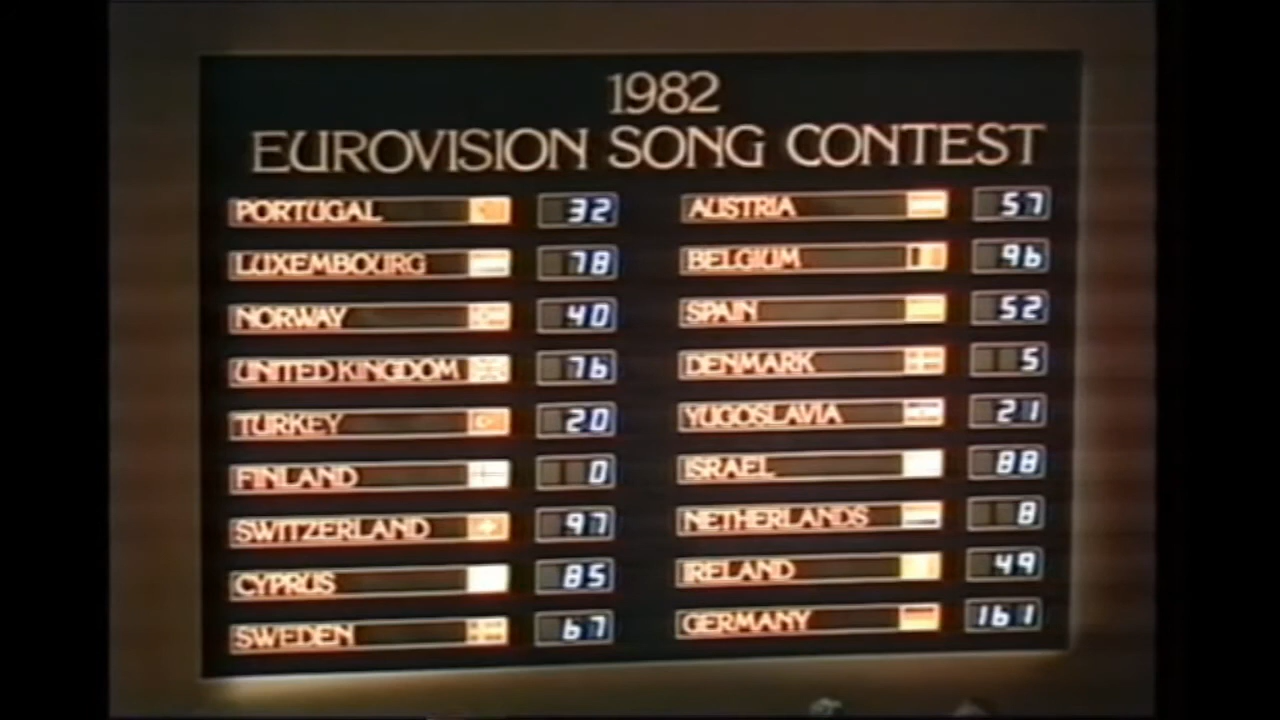 1982
EUROVISION SONG CONTEST
PORTUGAL 32
LUXEMBOURG 78
NORWAY 40
UNITED KINGDOM 76
TURKEY 20
FINLAND 0
SWITZERLAND 97
CYPRUS 85
SWEDEN 67
AUSTRIA 57
BELGIUM 96
SPAIN 52
DENMARK 5
YUGOSLAVIA 21
ISRAEL 88
NETHERLANDS 8
IRELAND 49
GERMANY 161